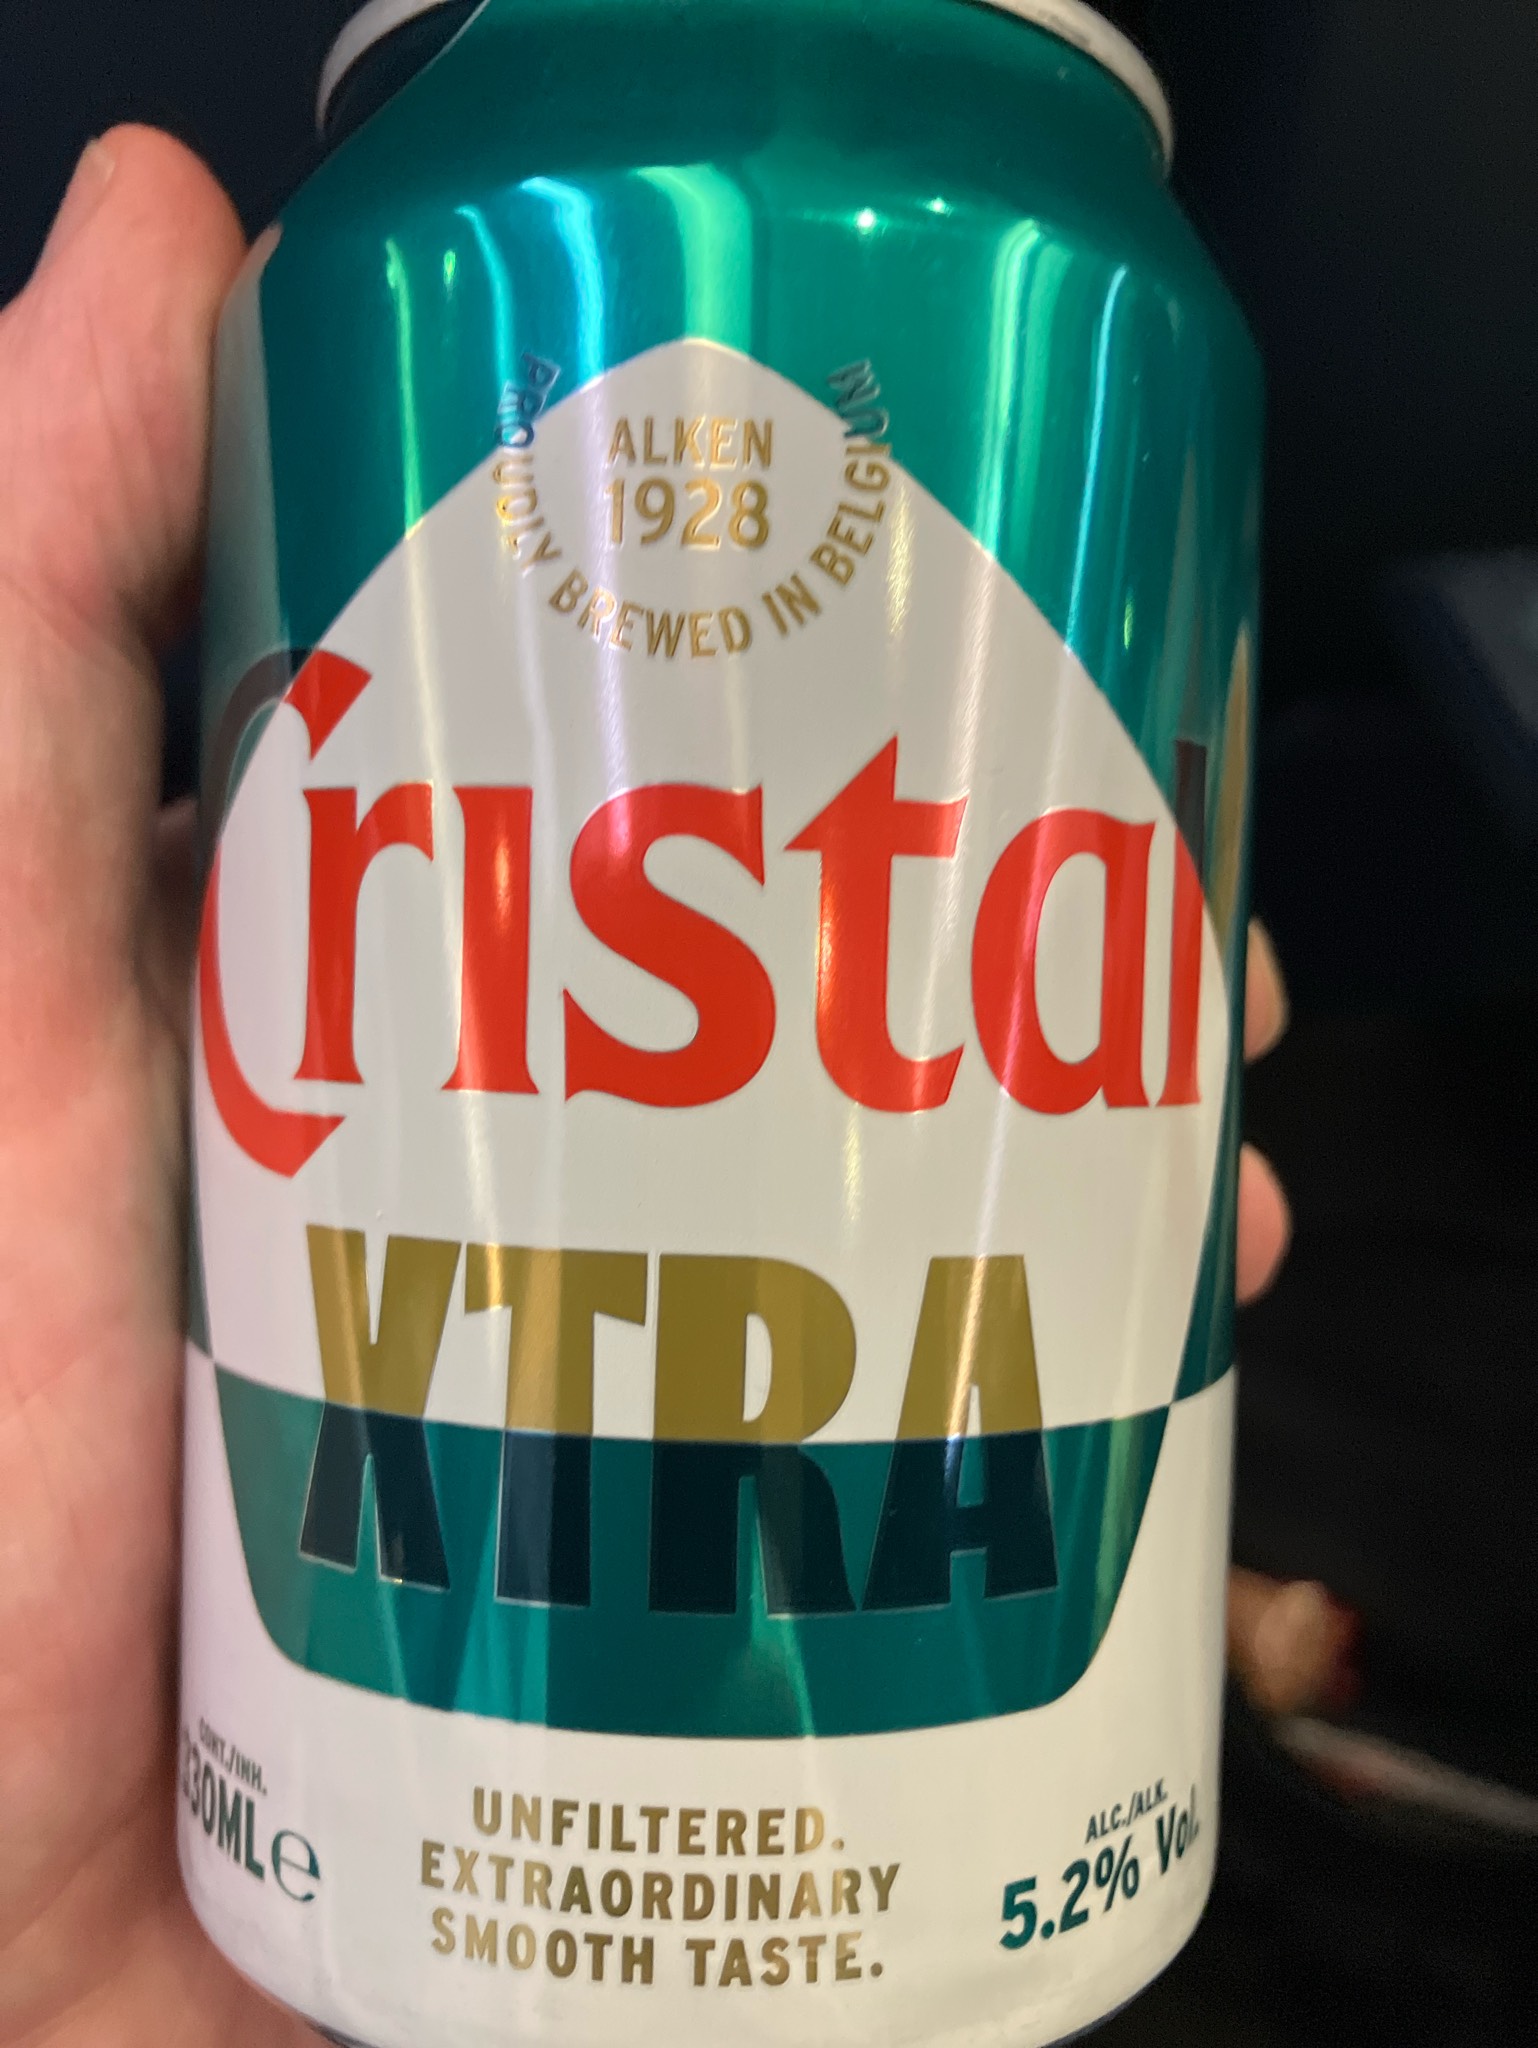 ALKEN
1928
PROUDLY BREWED IN BELGIUM
Cristal
XTRA
CONT./INH.
330ML e
UNFILTERED.
EXTRAORDINARY
SMOOTH TASTE.
ALC./ALK.
5.2% Vol.